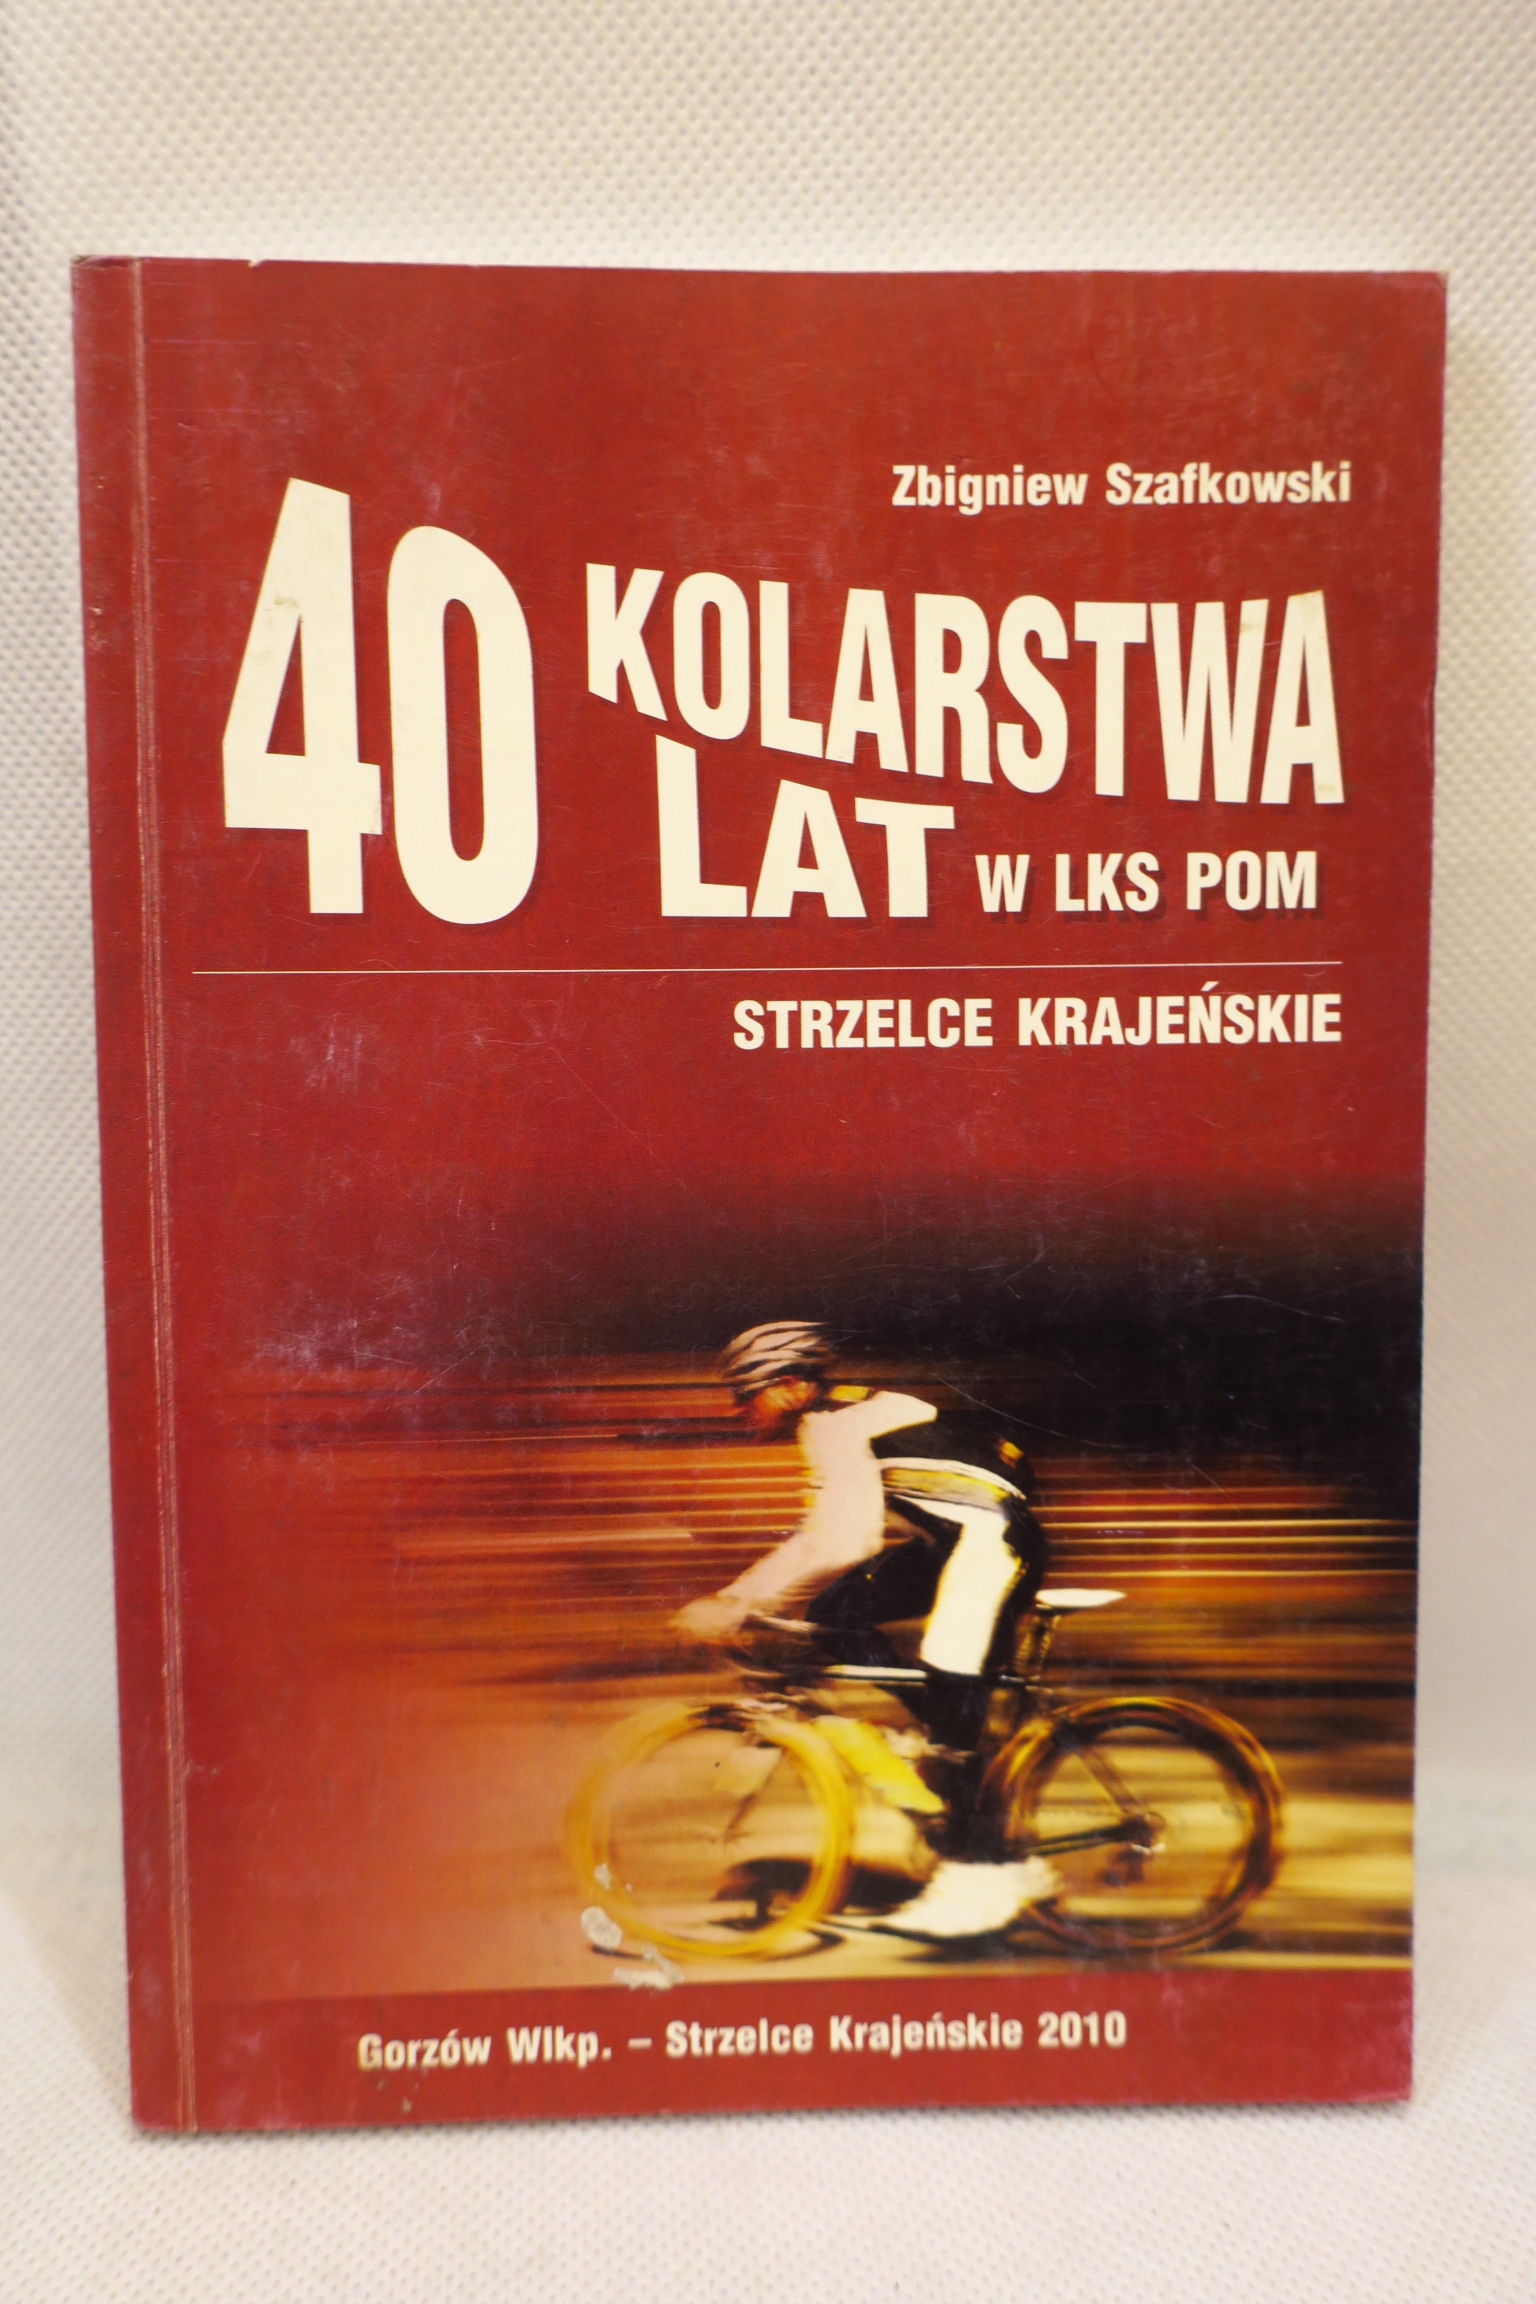 Zbigniew Szafkowski
40 KOLARSTWA
LAT W LKS POM
STRZELCE KRAJEŃSKIE
Gorzów Wlkp. – Strzelce Krajeńskie 2010